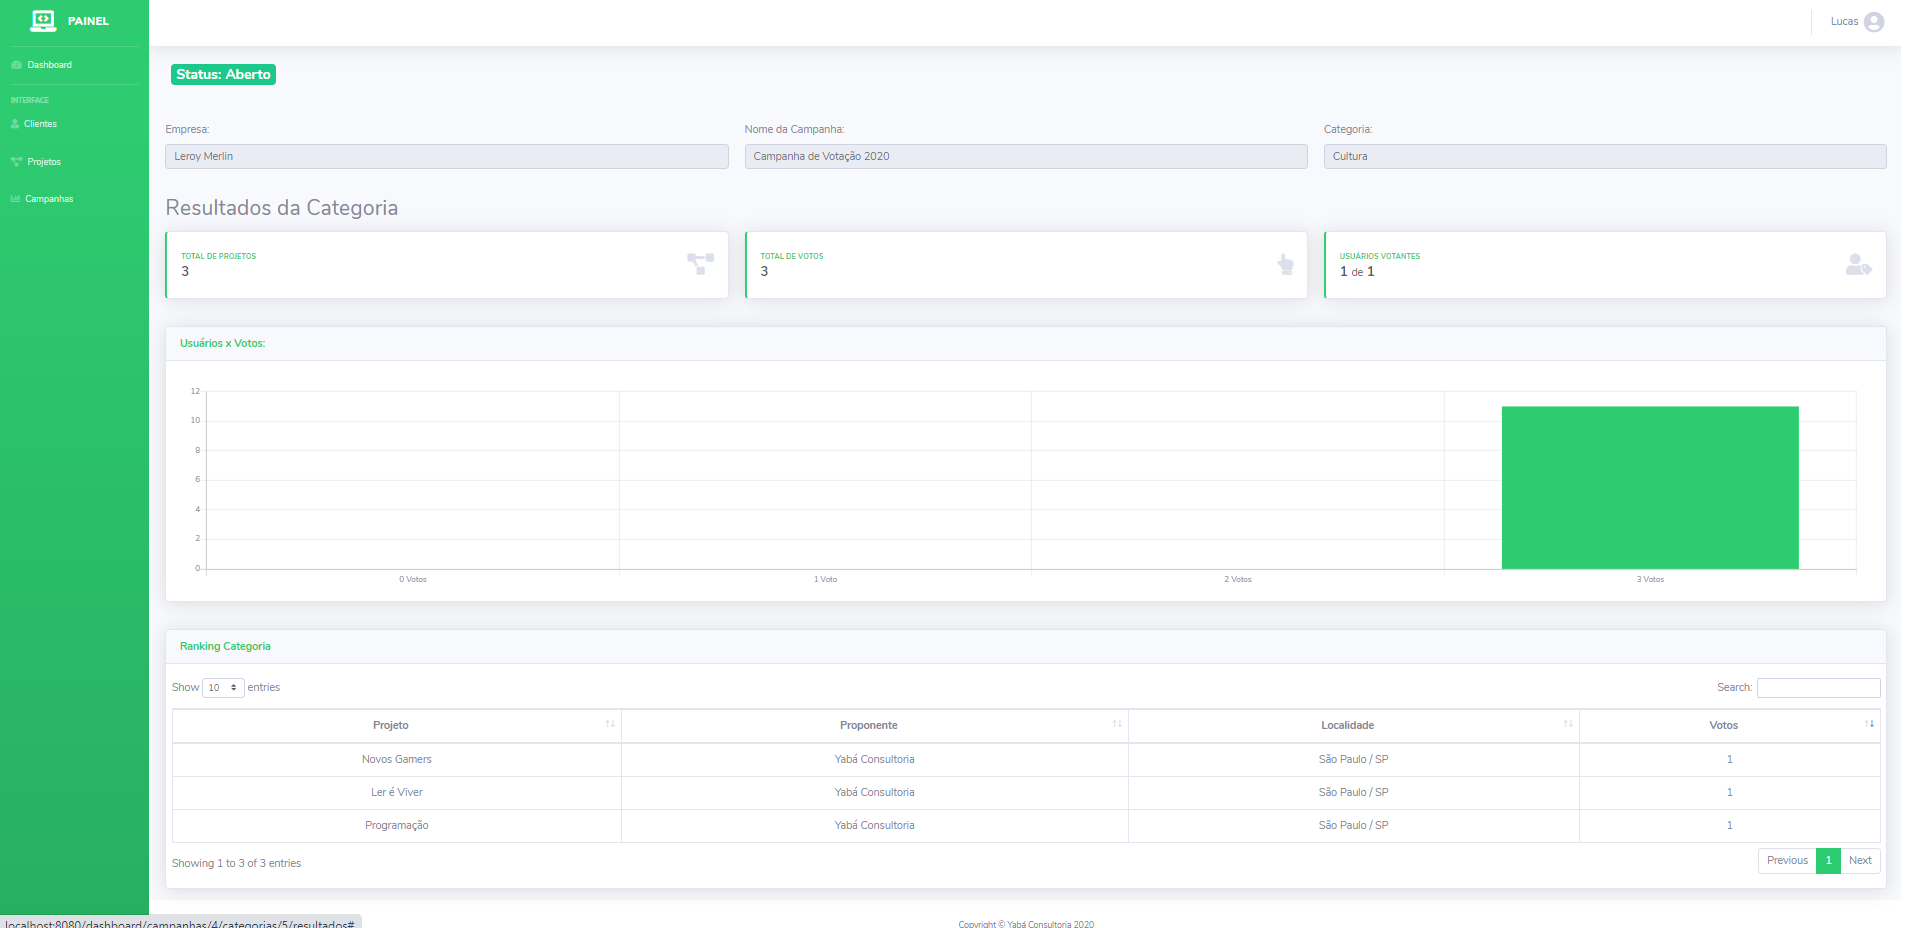 PAINEL
Lucas
Dashboard
INTERFACE
Clientes
Projetos
Campanhas
Status: Aberto
Empresa: Nome da Campanha: Categoria:
Leroy Merlin Campanha de Votação 2020 Cultura
Resultados da Categoria
TOTAL DE PROJETOS
3
TOTAL DE VOTOS
3
USUÁRIOS VOTANTES
1 de 1
Usuários x Votos:
12
10
8
6
4
2
0
0 Votos 1 Voto 2 Votos 3 Votos
Ranking Categoria
Show 10 entries Search:
Projeto Proponente Localidade Votos
Novos Gamers Yabá Consultoria São Paulo / SP 1
Ler é Viver Yabá Consultoria São Paulo / SP 1
Programação Yabá Consultoria São Paulo / SP 1
Showing 1 to 3 of 3 entries Previous 1 Next
localhost:8080/dashboard/campanhas/4/categorias/5/resultados#
Copyright © Yabá Consultoria 2020